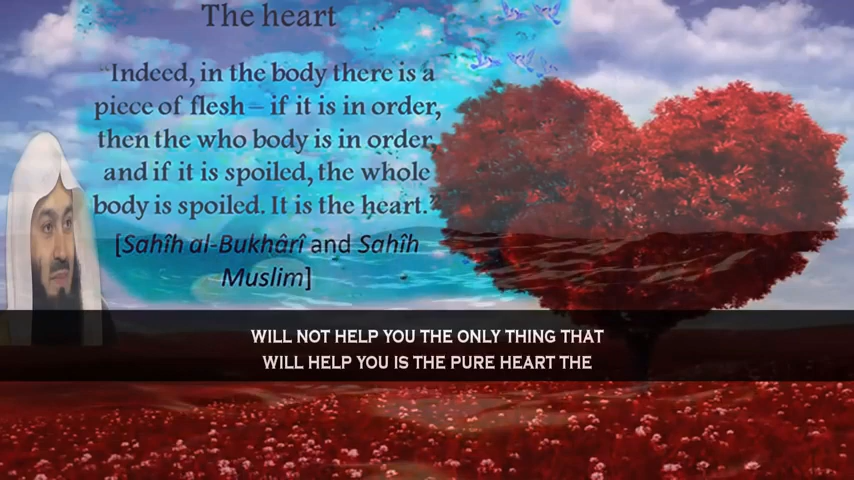 The heart
"Indeed, in the body there is a
piece of flesh – if it is in order,
then the who body is in order,
and if it is spoiled, the whole
body is spoiled. It is the heart."
[Sahîh al-Bukhârî and Sahîh
Muslim]
WILL NOT HELP YOU THE ONLY THING THAT
WILL HELP YOU IS THE PURE HEART THE